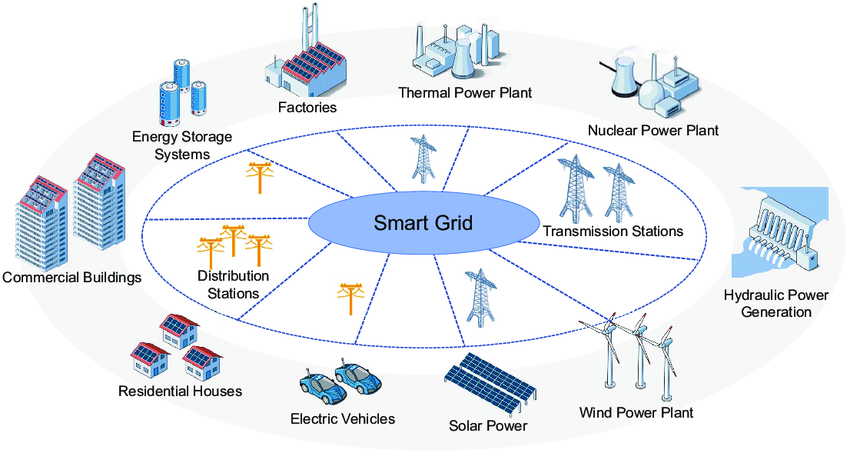 Factories
Thermal Power Plant
Nuclear Power Plant
Energy Storage
Systems
Smart Grid
Transmission Stations
Commercial Buildings
Distribution
Stations
Hydraulic Power
Generation
Residential Houses
Electric Vehicles
Solar Power
Wind Power Plant